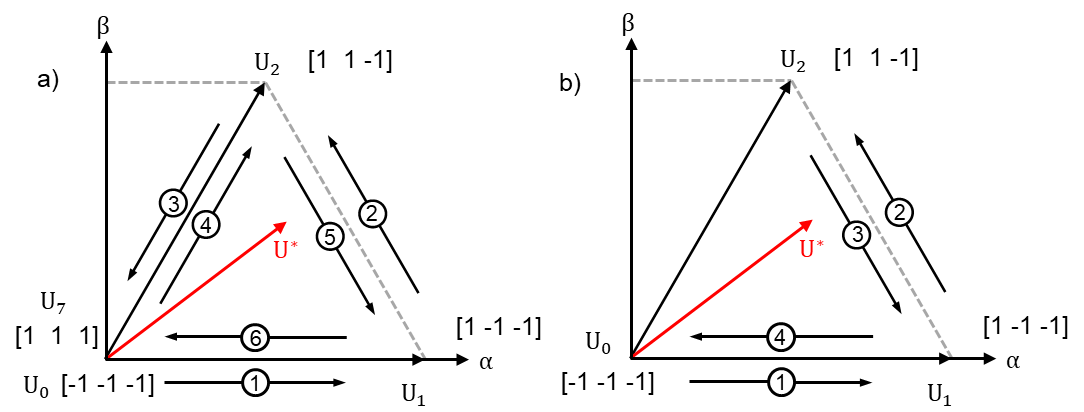 a)
β
U₂ [1 1 -1]
③
④
②
⑤
U*
U₇
[1 1 1]
⑥
[1 -1 -1]
α
U₀ [-1 -1 -1]
①
U₁
b)
β
U₂ [1 1 -1]
②
③
U*
U₀
④
[1 -1 -1]
α
[-1 -1 -1]
①
U₁